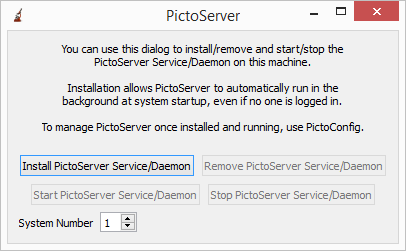 PictoServer
You can use this dialog to install/remove and start/stop the
PictoServer Service/Daemon on this machine.
Installation allows PictoServer to automatically run in the
background at system startup, even if no one is logged in.
To manage PictoServer once installed and running, use PictoConfig.
Install PictoServer Service/Daemon Remove PictoServer Service/Daemon
Start PictoServer Service/Daemon Stop PictoServer Service/Daemon
System Number 1